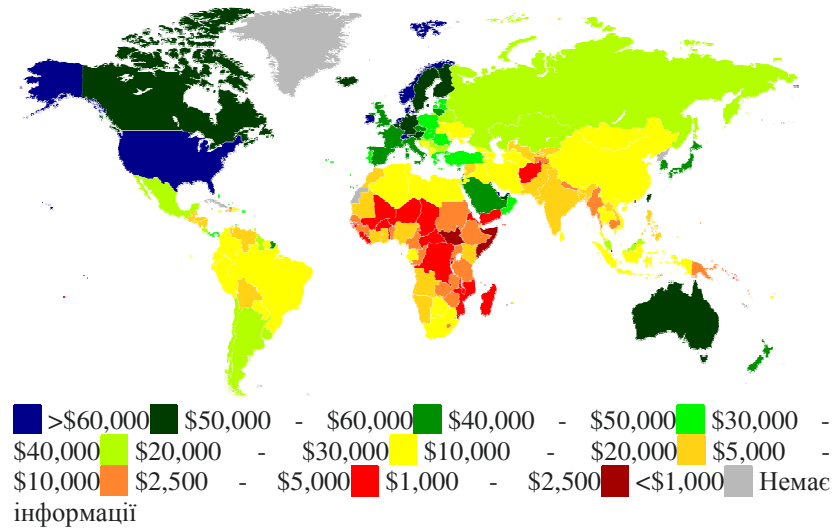 >$60,000 $50,000 - $60,000 $40,000 - $50,000 $30,000 -
$40,000 $20,000 - $30,000 $10,000 - $20,000 $5,000 -
$10,000 $2,500 - $5,000 $1,000 - $2,500 <$1,000 Немає
інформації